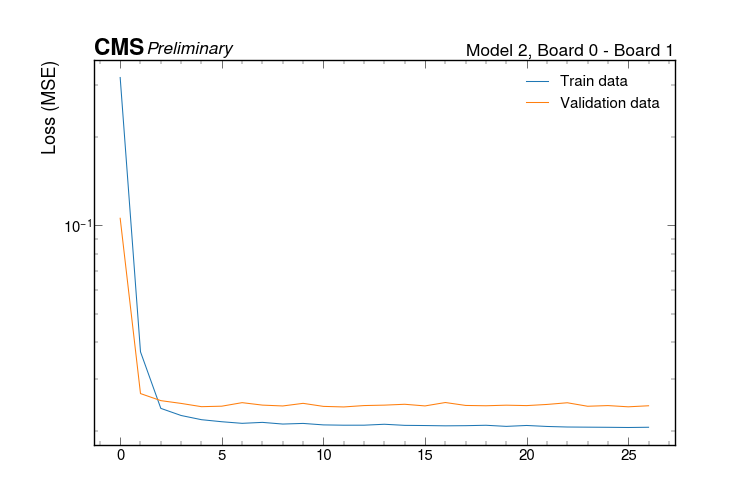 CMS Preliminary
Model 2, Board 0 - Board 1
Loss (MSE)
Train data
Validation data
10⁻¹
0 5 10 15 20 25